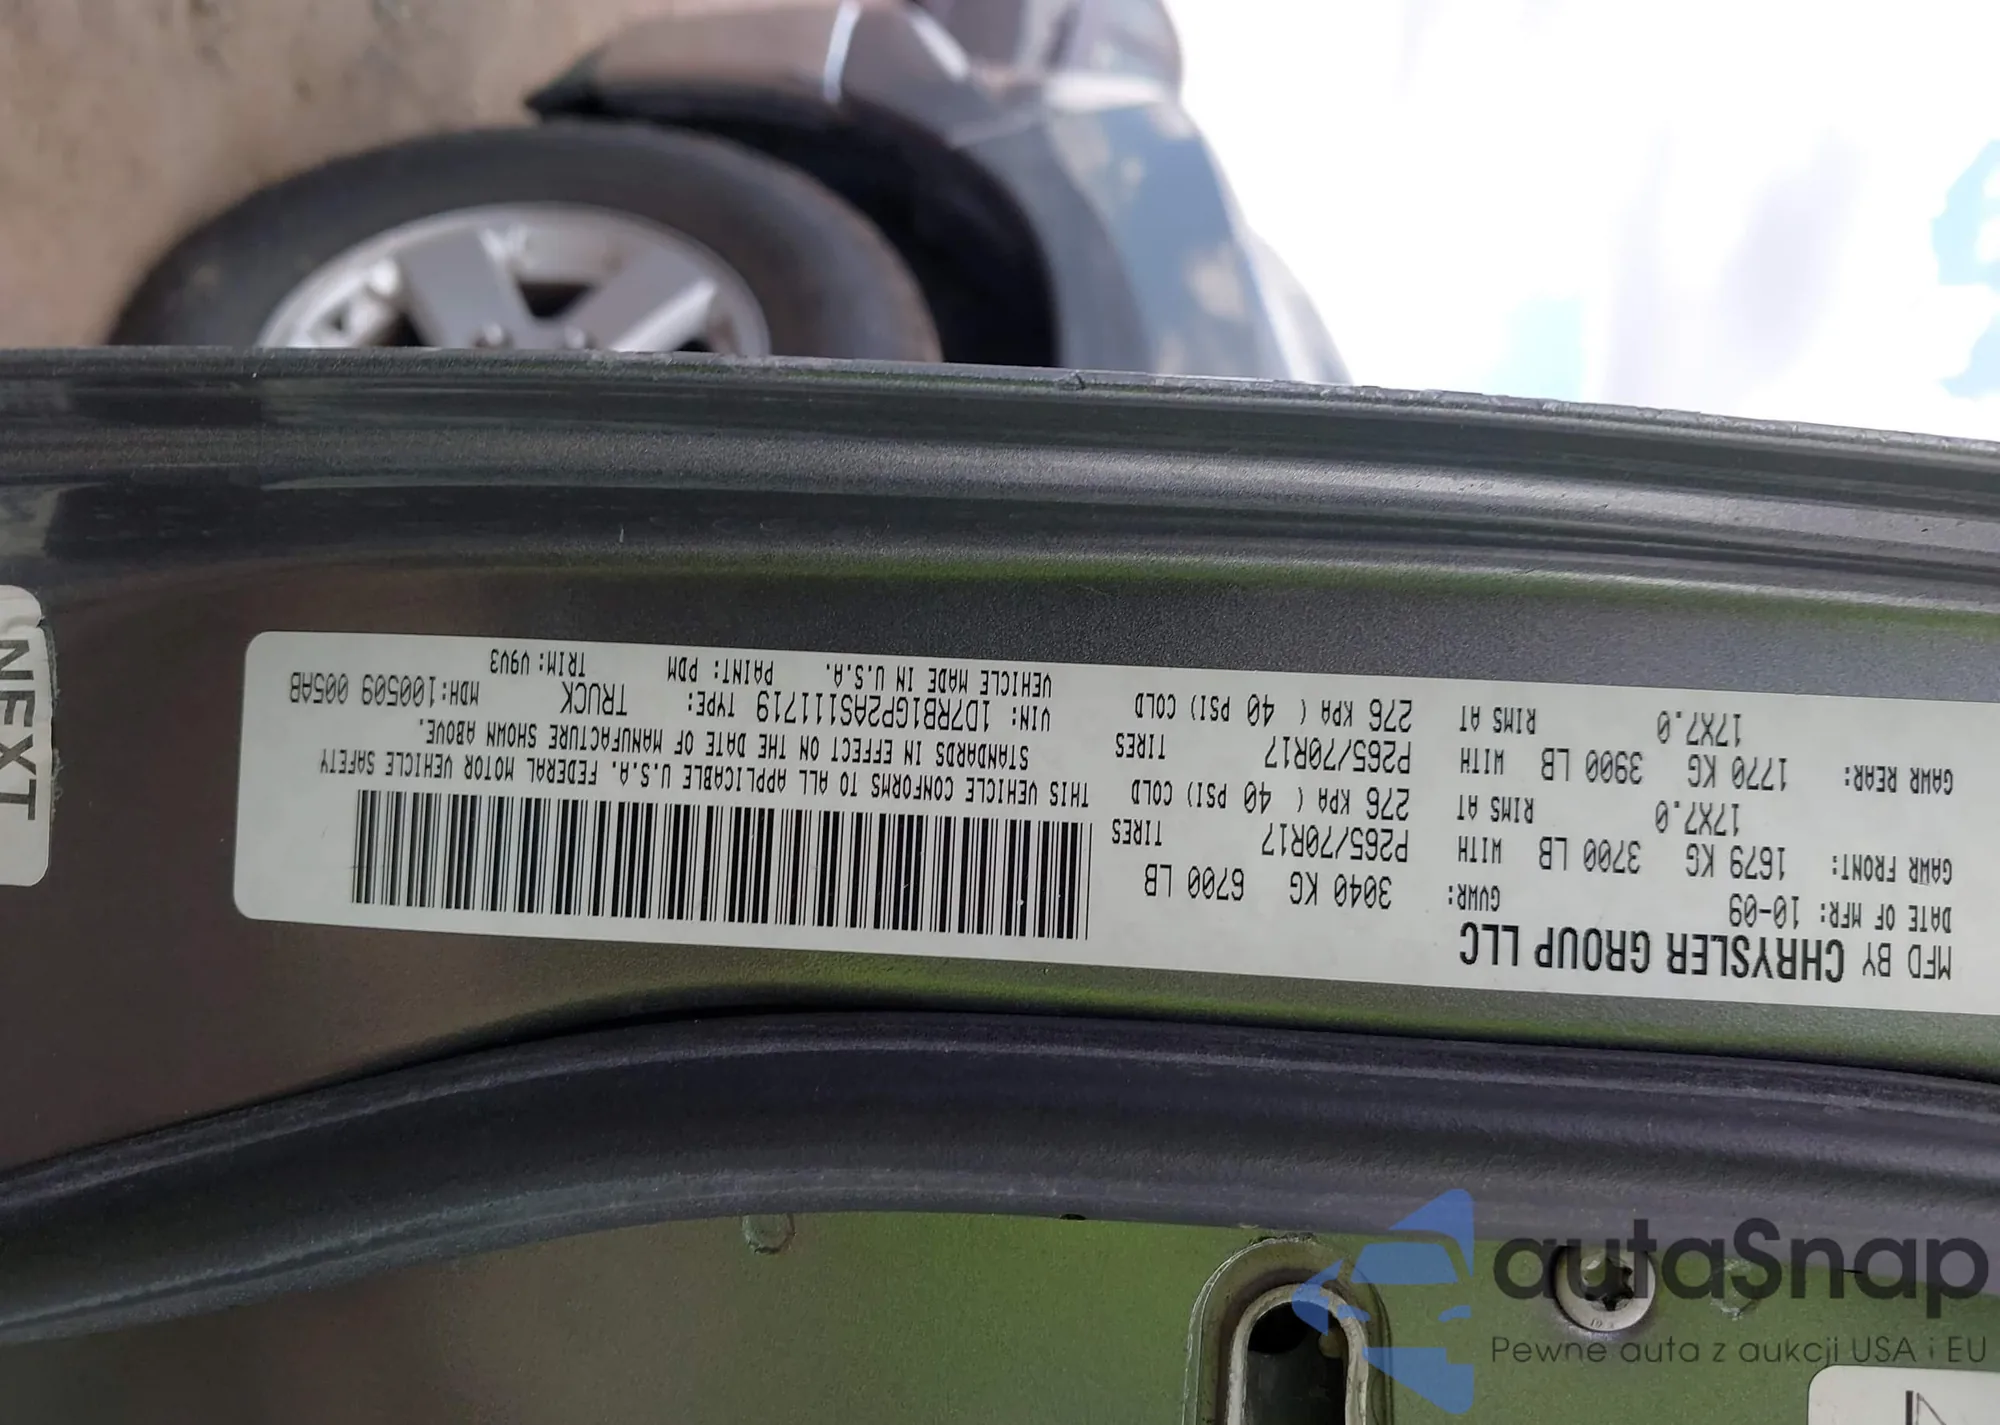 MFD BY CHRYSLER GROUP LLC
DATE OF MFR: 10-09 GVWR: 3040 KG 6700 LB
GAWR FRONT: 1679 KG 3700 LB WITH P265/70R17 TIRES
17X7.0 RIMS AT 276 KPA ( 40 PSI) COLD
GAWR REAR: 1770 KG 3900 LB WITH P265/70R17 TIRES
17X7.0 RIMS AT 276 KPA ( 40 PSI) COLD
THIS VEHICLE CONFORMS TO ALL APPLICABLE U.S.A. FEDERAL MOTOR VEHICLE SAFETY
STANDARDS IN EFFECT ON THE DATE OF MANUFACTURE SHOWN ABOVE.
VIN: 1D7RB1GP2AS111719 TYPE: TRUCK MDH:100509 005AB
VEHICLE MADE IN U.S.A. PAINT: PDM TRIM: V9V3
NEXT
autaSnap
Pewne auta z aukcji USA i EU